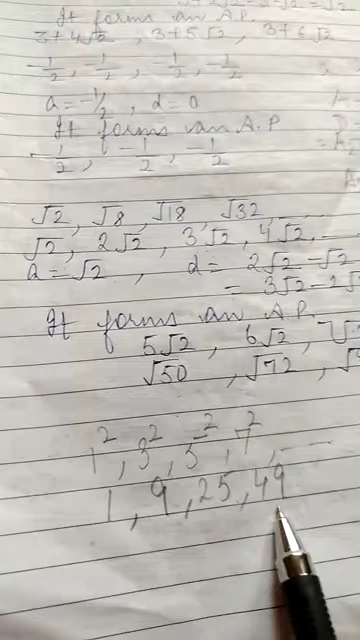 It forms an A.P.
3+4√2, 3+5√2, 3+6√2
-1/2, -1/2, -1/2, -1/2
a = -1/2, d = 0
It forms an A.P
-1/2, -1/2, -1/2
√2, √8, √18, √32,
√2, 2√2, 3√2, 4√2,
a = √2, d = 2√2 - √2
= 3√2 - 2√
It forms an A.P.
5√2, 6√2, 7√
√50, √72,
1², 3², 5², 7²,
1, 9, 25, 49